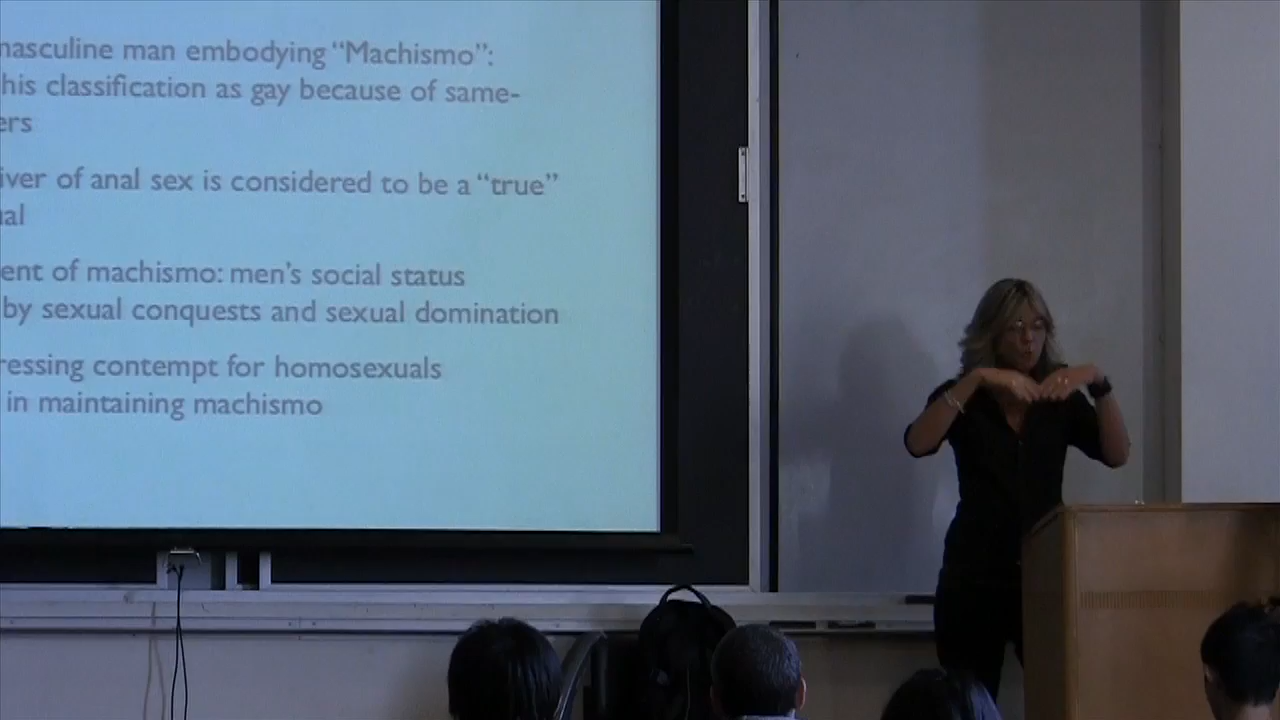 nasculine man embodying “Machismo”:
his classification as gay because of same-
ers
iver of anal sex is considered to be a “true”
ual
ent of machismo: men’s social status
by sexual conquests and sexual domination
ressing contempt for homosexuals
in maintaining machismo